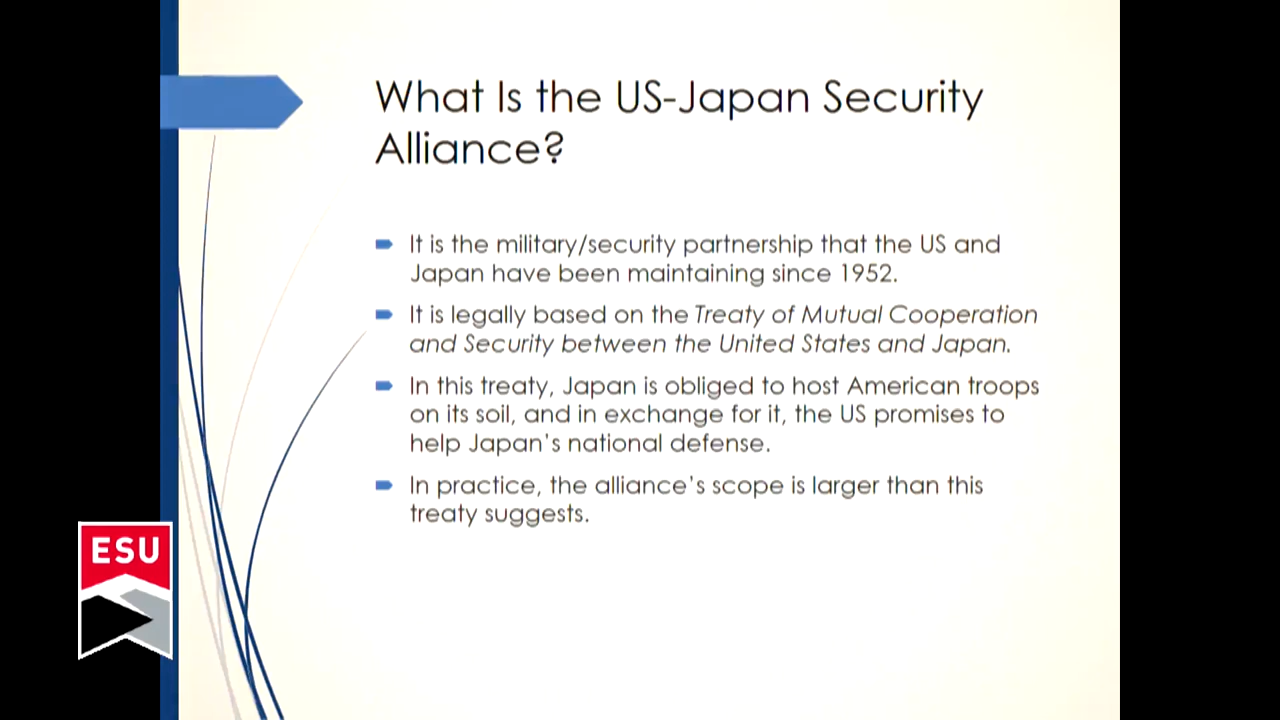 What Is the US-Japan Security
Alliance?
It is the military/security partnership that the US and
Japan have been maintaining since 1952.
It is legally based on the Treaty of Mutual Cooperation
and Security between the United States and Japan.
In this treaty, Japan is obliged to host American troops
on its soil, and in exchange for it, the US promises to
help Japan's national defense.
In practice, the alliance's scope is larger than this
treaty suggests.
ESU